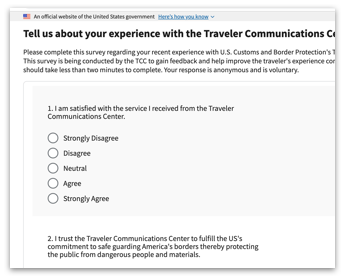 An official website of the United States government Here's how you know
Tell us about your experience with the Traveler Communications Ce
Please complete this survey regarding your recent experience with U.S. Customs and Border Protection's T
This survey is being conducted by the TCC to gain feedback and help improve the traveler's experience con
should take less than two minutes to complete. Your response is anonymous and is voluntary.
1. I am satisfied with the service I received from the Traveler
Communications Center.
Strongly Disagree
Disagree
Neutral
Agree
Strongly Agree
2. I trust the Traveler Communications Center to fulfill the US's
commitment to safe guarding America's borders thereby protecting
the public from dangerous people and materials.